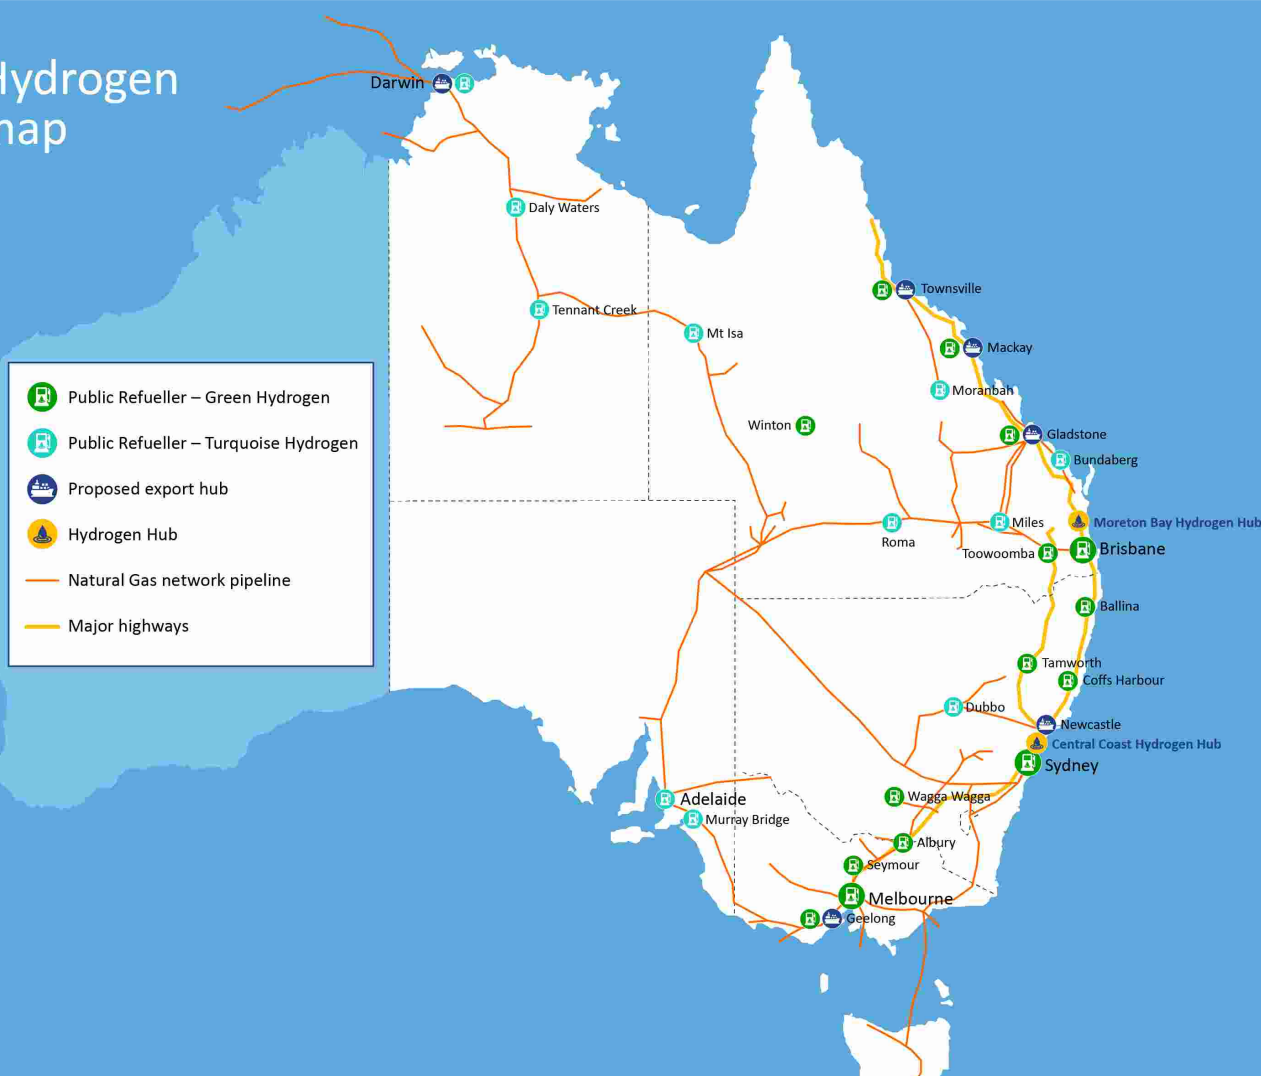 Hydrogen
map
Darwin
Daly Waters
Tennant Creek
Mt Isa
Townsville
Mackay
Moranbah
Winton
Gladstone
Bundaberg
Public Refueller – Green Hydrogen
Public Refueller – Turquoise Hydrogen
Proposed export hub
Hydrogen Hub
Natural Gas network pipeline
Major highways
Roma
Miles
Moreton Bay Hydrogen Hub
Toowoomba
Brisbane
Ballina
Tamworth
Coffs Harbour
Dubbo
Newcastle
Central Coast Hydrogen Hub
Sydney
Adelaide
Wagga Wagga
Murray Bridge
Albury
Seymour
Melbourne
Geelong